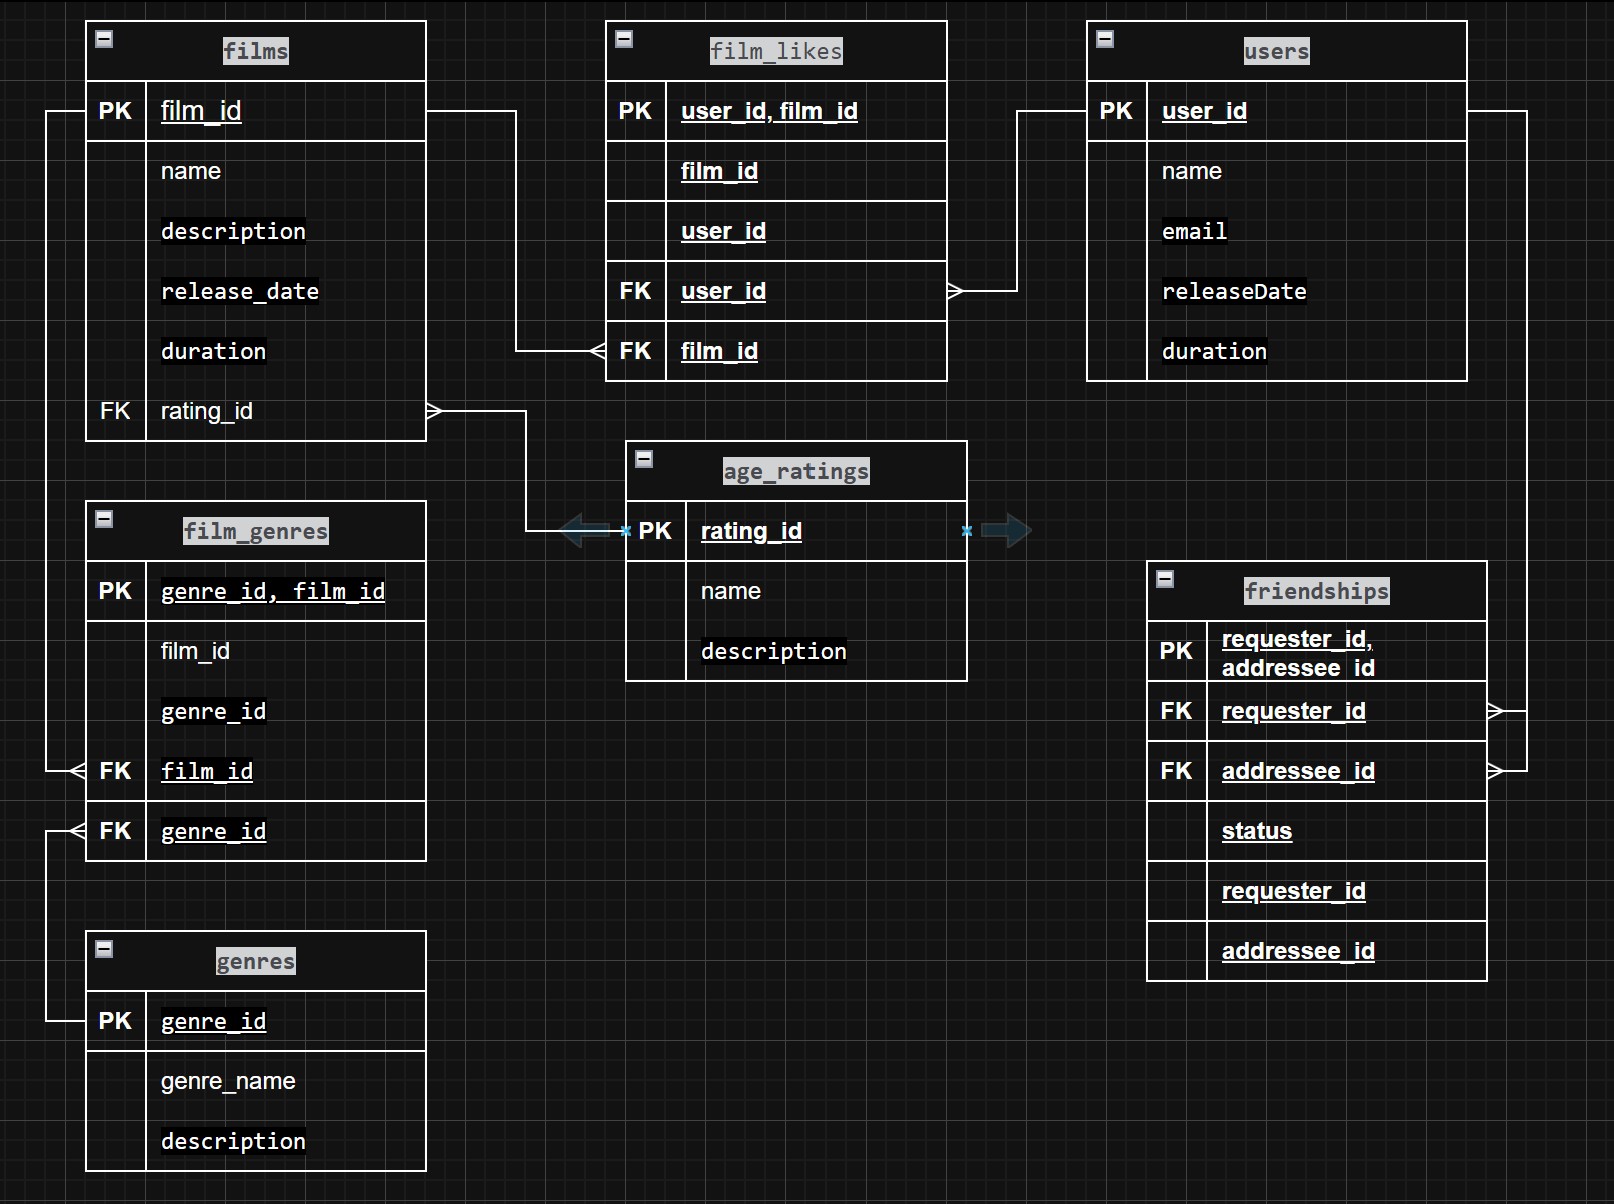 films
PK film_id
name
description
release_date
duration
FK rating_id
film_likes
PK user_id, film_id
film_id
user_id
FK user_id
FK film_id
users
PK user_id
name
email
releaseDate
duration
age_ratings
PK rating_id
name
description
film_genres
PK genre_id, film_id
film_id
genre_id
FK film_id
FK genre_id
friendships
PK requester_id,
addressee_id
FK requester_id
FK addressee_id
status
requester_id
addressee_id
genres
PK genre_id
genre_name
description